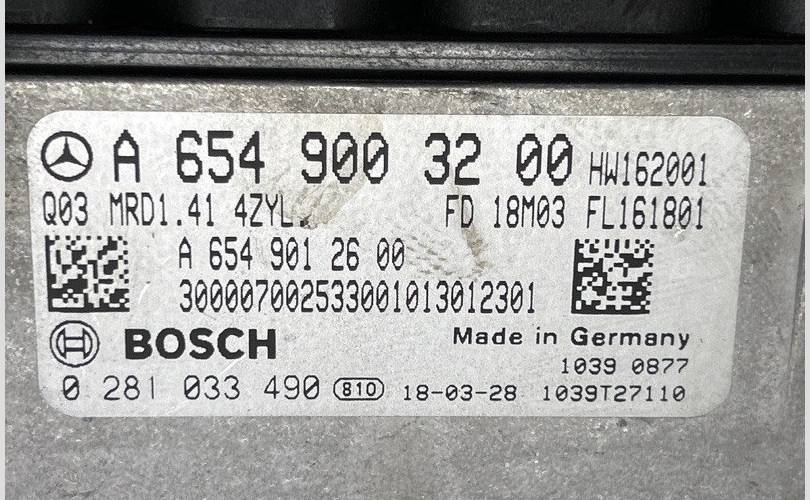 A 654 900 32 00 HW162001
Q03 MRD1.41 4ZYL. FD 18M03 FL161801
A 654 901 26 00
300007002533001013012301
BOSCH Made in Germany
1039 0877
0 281 033 490 810 18-03-28 1039T27110